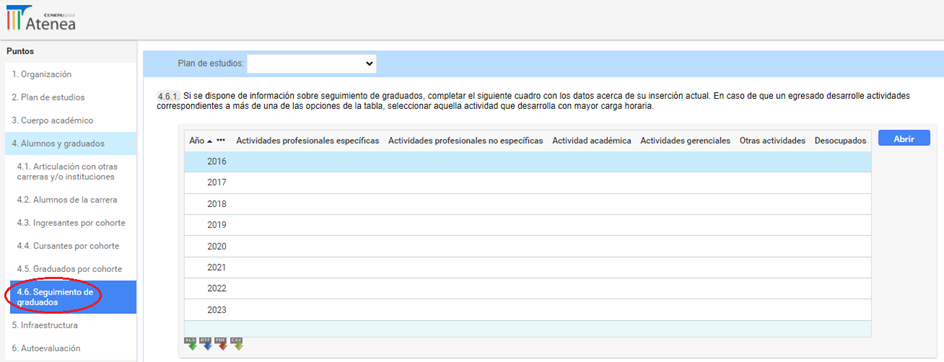 CONEAU global
Atenea
Puntos
1. Organización
2. Plan de estudios
3. Cuerpo académico
4. Alumnos y graduados
4.1. Articulación con otras
carreras y/o instituciones
4.2. Alumnos de la carrera
4.3. Ingresantes por cohorte
4.4. Cursantes por cohorte
4.5. Graduados por cohorte
4.6. Seguimiento de
graduados
5. Infraestructura
6. Autoevaluación
Plan de estudios:
4.6.1. Si se dispone de información sobre seguimiento de graduados, completar el siguiente cuadro con los datos acerca de su inserción actual. En caso de que un egresado desarrolle actividades
correspondientes a más de una de las opciones de la tabla, seleccionar aquella actividad que desarrolla con mayor carga horaria.
Año Actividades profesionales específicas Actividades profesionales no específicas Actividad académica Actividades gerenciales Otras actividades Desocupados
Abrir
2016
2017
2018
2019
2020
2021
2022
2023
XLS RTF PDF CSV